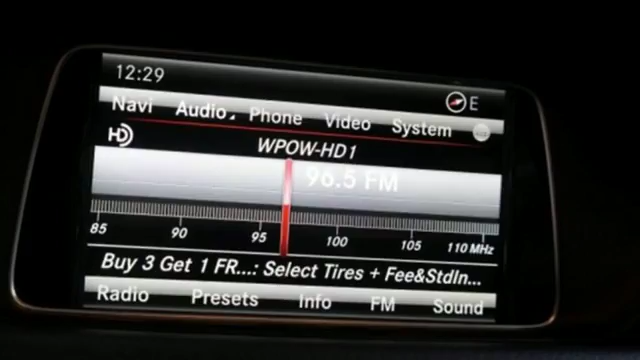 12:29
E
Navi Audio Phone Video System
HD
WPOW-HD1
96.5 FM
85 90 95 100 105 110 MHz
Buy 3 Get 1 FR...: Select Tires + Fee&StdIn...
Radio Presets Info FM Sound